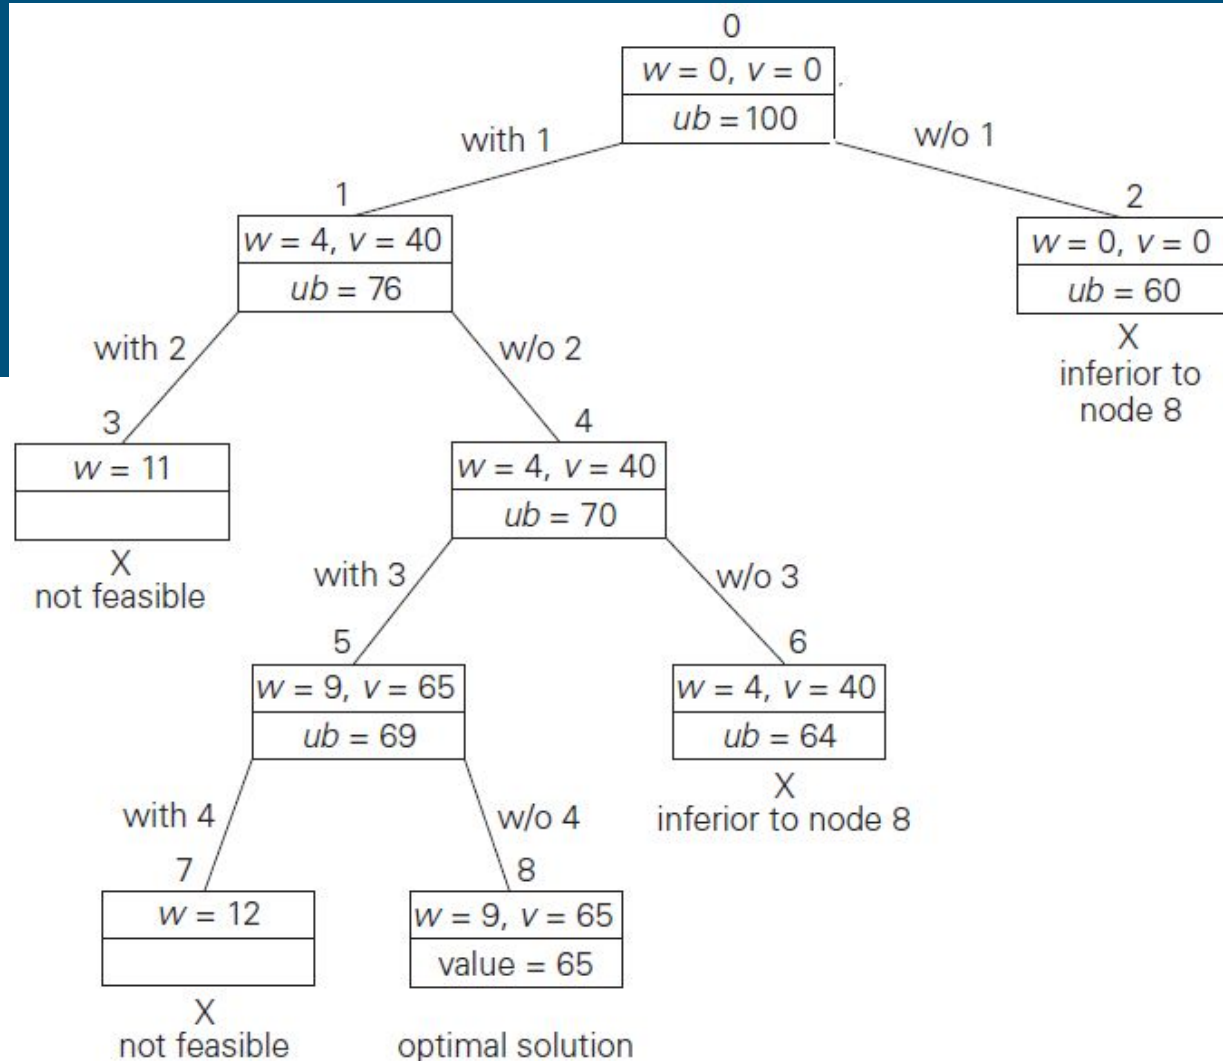 0
w = 0, v = 0
ub = 100
with 1
w/o 1
1
w = 4, v = 40
ub = 76
2
w = 0, v = 0
ub = 60
X
inferior to
node 8
with 2
w/o 2
3
w = 11
X
not feasible
4
w = 4, v = 40
ub = 70
with 3
w/o 3
5
w = 9, v = 65
ub = 69
6
w = 4, v = 40
ub = 64
X
inferior to node 8
with 4
w/o 4
7
w = 12
X
not feasible
8
w = 9, v = 65
value = 65
optimal solution